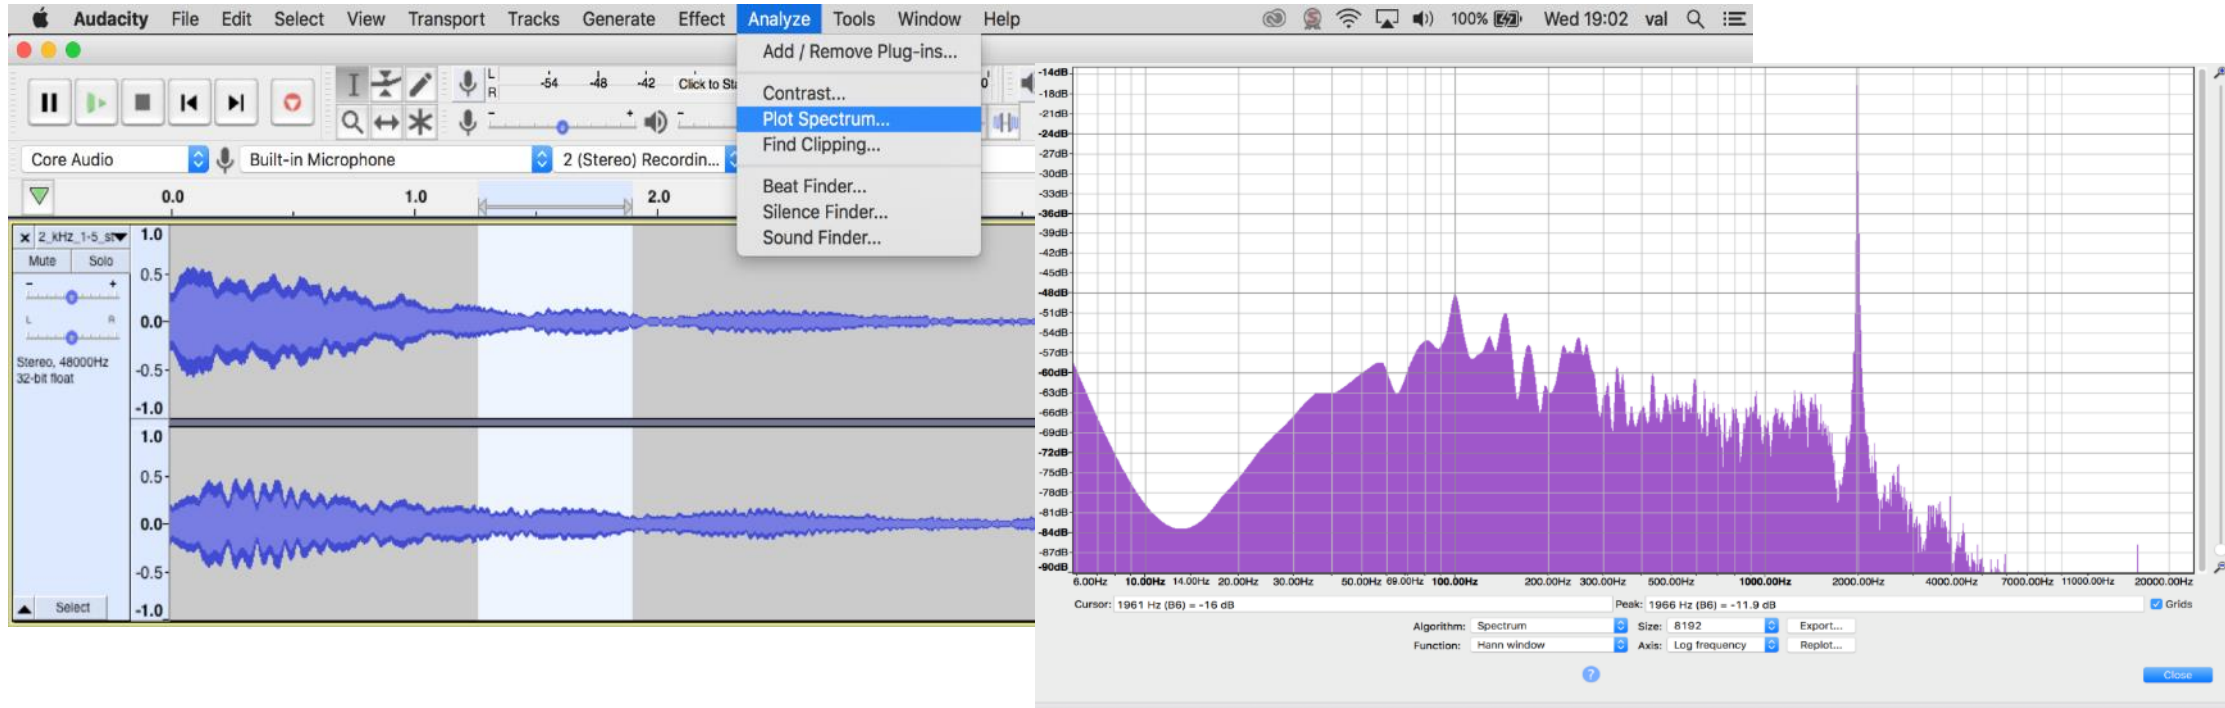 Audacity File Edit Select View Transport Tracks Generate Effect Analyze Tools Window Help 100% Wed 19:02 val
Add / Remove Plug-ins...
Contrast...
Plot Spectrum...
Find Clipping...
Beat Finder...
Silence Finder...
Sound Finder...
L
R
-54 -48 -42 Click to Sta
0
- +
-
Core Audio Built-in Microphone 2 (Stereo) Recordin...
0.0 1.0 2.0
2_kHz_1-5_st
Mute Solo
- +
L R
Stereo, 48000Hz
32-bit float
Select
1.0
0.5
0.0
-0.5
-1.0
1.0
0.5
0.0
-0.5
-1.0
-14dB
-18dB
-21dB
-24dB
-27dB
-30dB
-33dB
-36dB
-39dB
-42dB
-45dB
-48dB
-51dB
-54dB
-57dB
-60dB
-63dB
-66dB
-69dB
-72dB
-75dB
-78dB
-81dB
-84dB
-87dB
-90dB
6.00Hz 10.00Hz 14.00Hz 20.00Hz 30.00Hz 50.00Hz 69.00Hz 100.00Hz 200.00Hz 300.00Hz 500.00Hz 1000.00Hz 2000.00Hz 4000.00Hz 7000.00Hz 11000.00Hz 20000.00Hz
Cursor: 1961 Hz (B6) = -16 dB Peak: 1966 Hz (B6) = -11.9 dB Grids
Algorithm: Spectrum Size: 8192 Export...
Function: Hann window Axis: Log frequency Replot...
?
Close